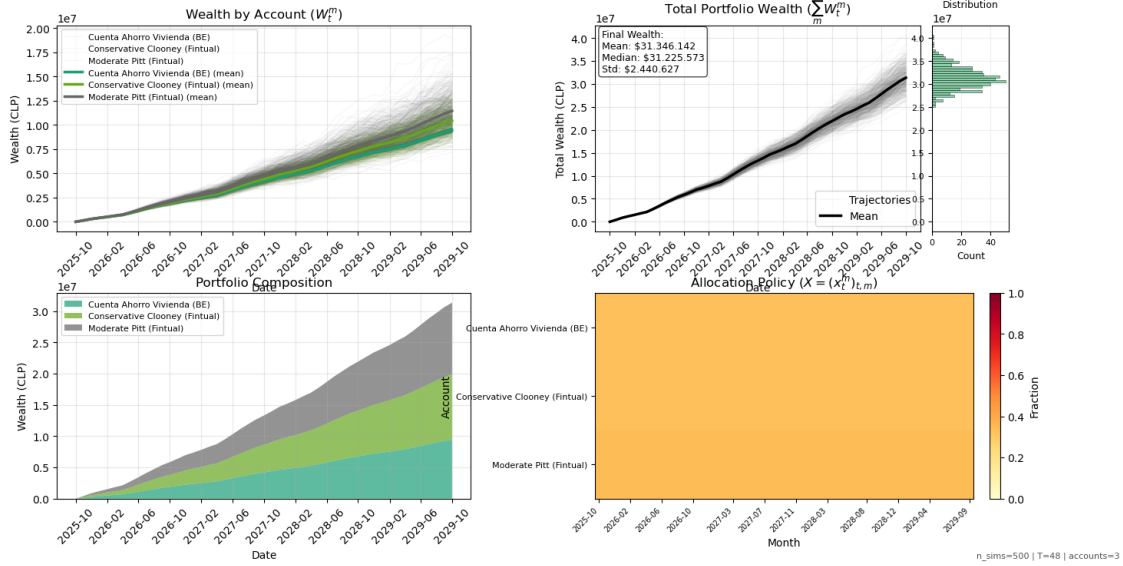 Wealth by Account (W_t^m)
1e7
Wealth (CLP)
2.00
1.75
1.50
1.25
1.00
0.75
0.50
0.25
0.00
Cuenta Ahorro Vivienda (BE)
Conservative Clooney (Fintual)
Moderate Pitt (Fintual)
Cuenta Ahorro Vivienda (BE) (mean)
Conservative Clooney (Fintual) (mean)
Moderate Pitt (Fintual) (mean)
2025-10
2026-02
2026-06
2026-10
2027-02
2027-06
2027-10
2028-02
2028-06
2028-10
2029-02
2029-06
2029-10
Date
Total Portfolio Wealth (∑_m W_t^m)
1e7
Total Wealth (CLP)
4.0
3.5
3.0
2.5
2.0
1.5
1.0
0.5
0.0
Final Wealth:
Mean: $31.346.142
Median: $31.225.573
Std: $2.440.627
Trajectories
Mean
2025-10
2026-02
2026-06
2026-10
2027-02
2027-06
2027-10
2028-02
2028-06
2028-10
2029-02
2029-06
2029-10
Date
Distribution
1e7
4.0
3.5
3.0
2.5
2.0
1.5
1.0
0.5
0.0
0
20
40
Count
Portfolio Composition
1e7
Wealth (CLP)
3.0
2.5
2.0
1.5
1.0
0.5
0.0
Cuenta Ahorro Vivienda (BE)
Conservative Clooney (Fintual)
Moderate Pitt (Fintual)
2025-10
2026-02
2026-06
2026-10
2027-02
2027-06
2027-10
2028-02
2028-06
2028-10
2029-02
2029-06
2029-10
Date
Allocation Policy (X = (x_t^m)_{t,m})
Account
Cuenta Ahorro Vivienda (BE)
Conservative Clooney (Fintual)
Moderate Pitt (Fintual)
2025-10
2026-02
2026-06
2026-10
2027-03
2027-07
2027-11
2028-03
2028-08
2028-12
2029-04
2029-09
Month
1.0
0.8
0.6
0.4
0.2
0.0
Fraction
n_sims=500 | T=48 | accounts=3